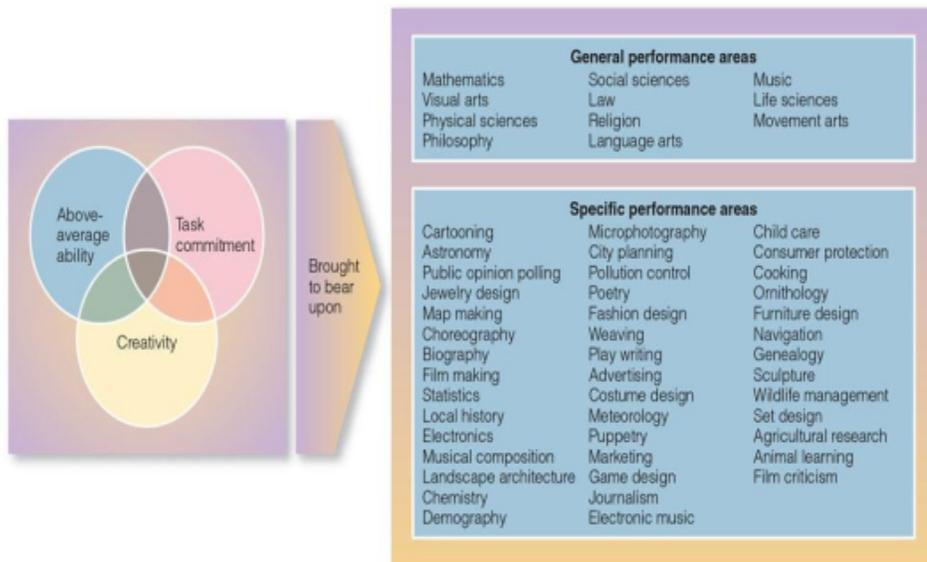 Above-
average
ability
Task
commitment
Creativity
Brought
to bear
upon
General performance areas
Mathematics
Visual arts
Physical sciences
Philosophy
Social sciences
Law
Religion
Language arts
Music
Life sciences
Movement arts
Specific performance areas
Cartooning
Astronomy
Public opinion polling
Jewelry design
Map making
Choreography
Biography
Film making
Statistics
Local history
Electronics
Musical composition
Landscape architecture
Chemistry
Demography
Microphotography
City planning
Pollution control
Poetry
Fashion design
Weaving
Play writing
Advertising
Costume design
Meteorology
Puppetry
Marketing
Game design
Journalism
Electronic music
Child care
Consumer protection
Cooking
Ornithology
Furniture design
Navigation
Genealogy
Sculpture
Wildlife management
Set design
Agricultural research
Animal learning
Film criticism